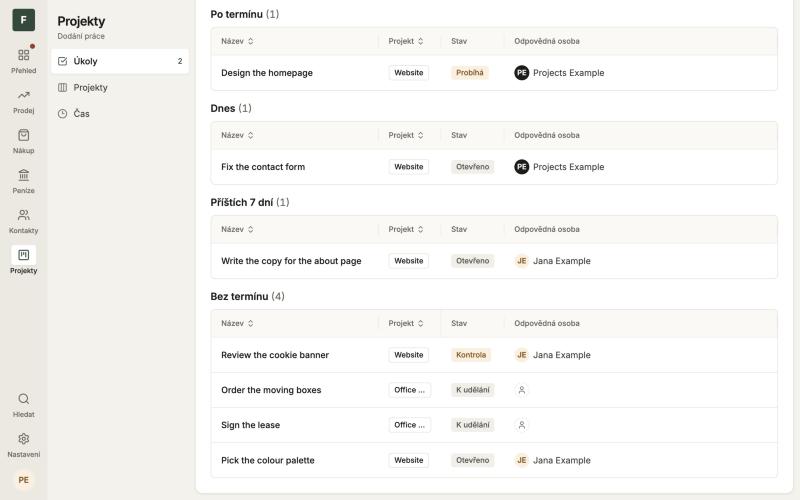 F
Přehled
Prodej
Nákup
Peníze
Kontakty
Projekty
Hledat
Nastavení
PE
Projekty
Dodání práce
Úkoly 2
Projekty
Čas
Po termínu (1)
Název Projekt Stav Odpovědná osoba
Design the homepage Website Probíhá PE Projects Example
Dnes (1)
Název Projekt Stav Odpovědná osoba
Fix the contact form Website Otevřeno PE Projects Example
Příštích 7 dní (1)
Název Projekt Stav Odpovědná osoba
Write the copy for the about page Website Otevřeno JE Jana Example
Bez termínu (4)
Název Projekt Stav Odpovědná osoba
Review the cookie banner Website Kontrola JE Jana Example
Order the moving boxes Office ... K udělání
Sign the lease Office ... K udělání
Pick the colour palette Website Otevřeno JE Jana Example